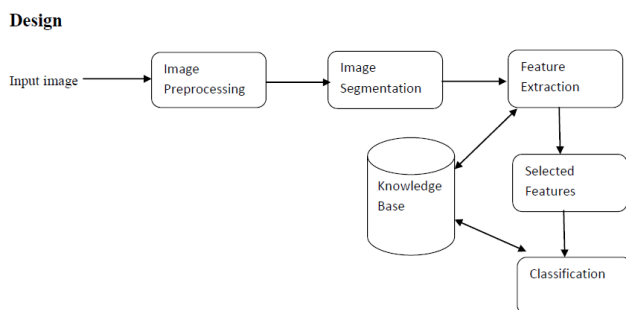 Design
Input image
Image
Preprocessing
Image
Segmentation
Feature
Extraction
Knowledge
Base
Selected
Features
Classification